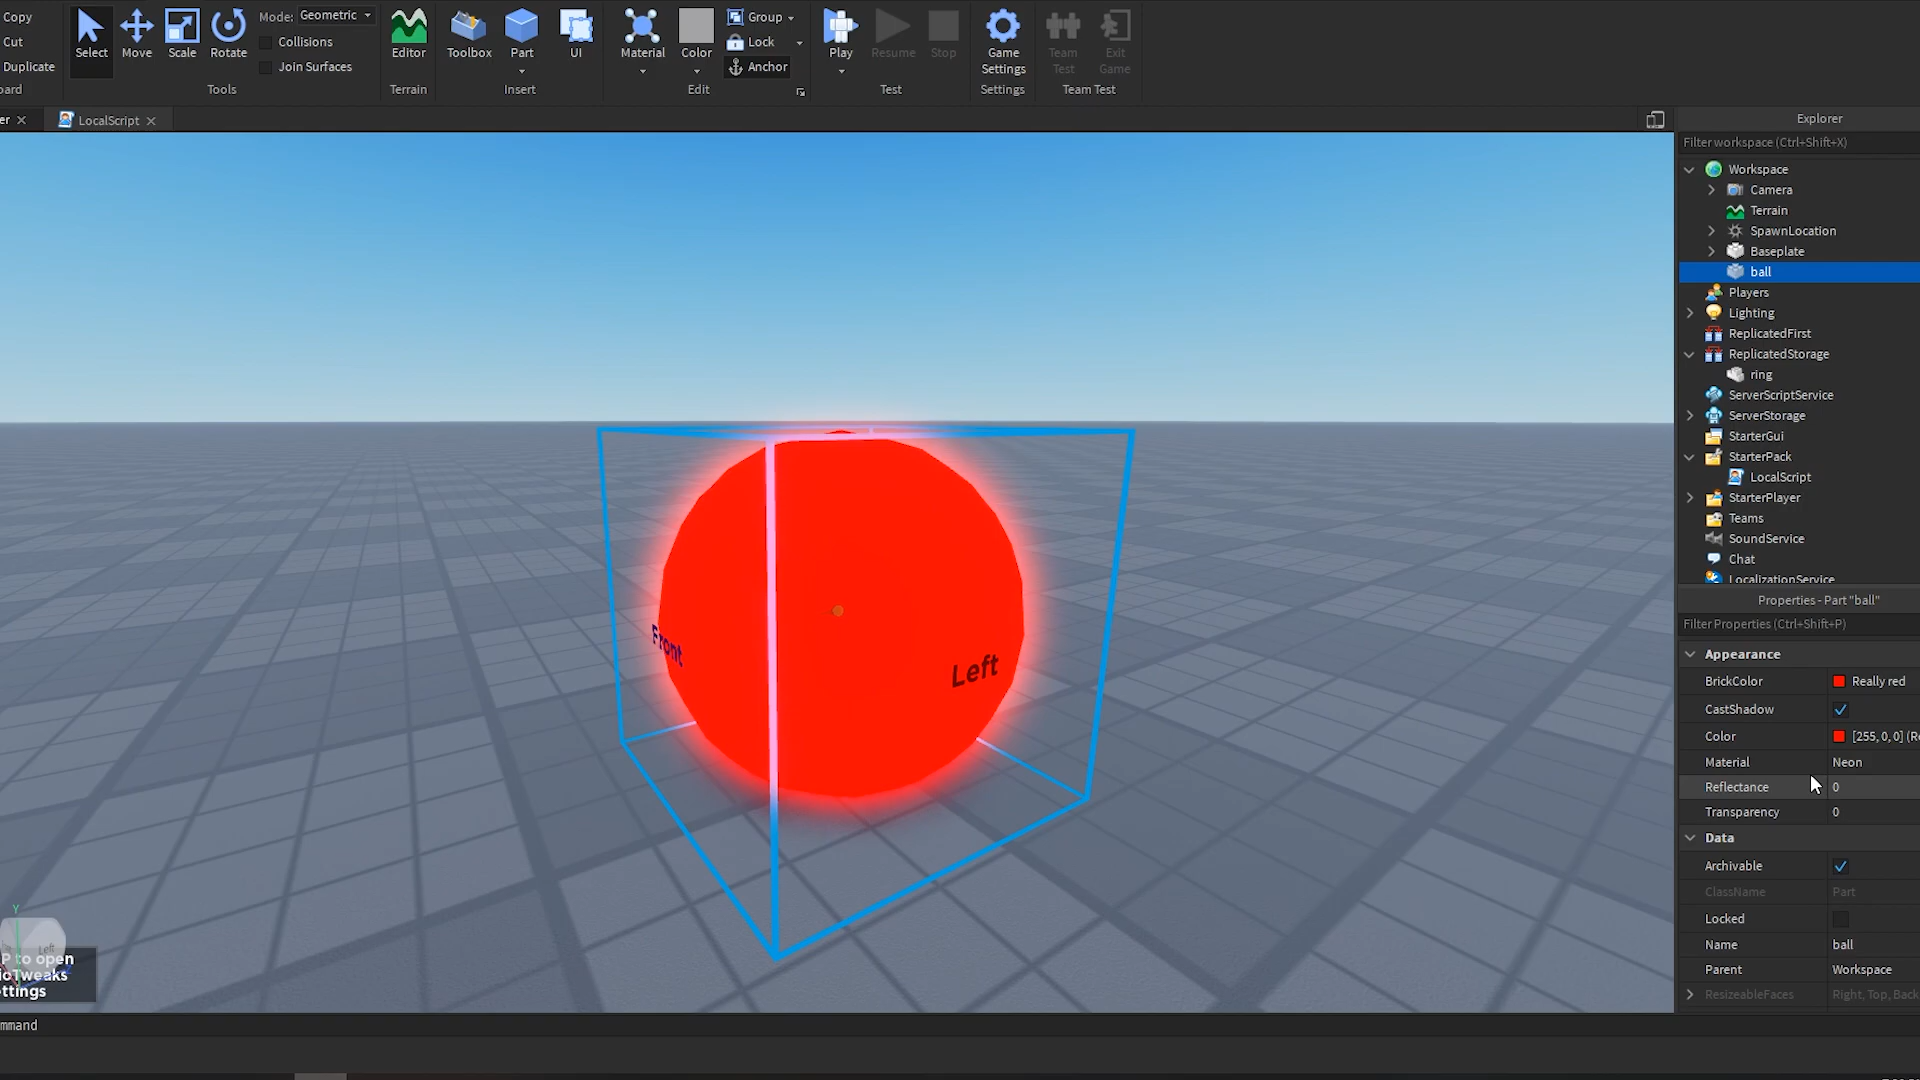 Copy
Cut
Duplicate
ard
Select
Move
Scale
Rotate
Mode: Geometric
Collisions
Join Surfaces
Tools
Editor
Terrain
Toolbox
Part
UI
Insert
Material
Color
Group
Lock
Anchor
Edit
Play
Resume
Stop
Test
Game
Settings
Settings
Team
Test
Exit
Game
Team Test
er
LocalScript
Explorer
Filter workspace (Ctrl+Shift+X)
Workspace
Camera
Terrain
SpawnLocation
Baseplate
ball
Players
Lighting
ReplicatedFirst
ReplicatedStorage
ring
ServerScriptService
ServerStorage
StarterGui
StarterPack
LocalScript
StarterPlayer
Teams
SoundService
Chat
LocalizationService
Properties - Part "ball"
Filter Properties (Ctrl+Shift+P)
Appearance
BrickColor Really red
CastShadow
Color [255, 0, 0] (Re
Material Neon
Reflectance 0
Transparency 0
Data
Archivable
ClassName Part
Locked
Name ball
Parent Workspace
ResizeableFaces Right, Top, Back
Front
Left
Y
Left
P to open
icTweaks
ttings
mmand